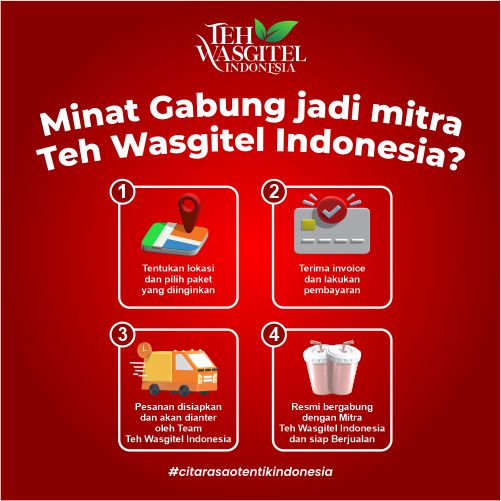 TEH
WASGITEL
INDONESIA
Minat Gabung jadi mitra
Teh Wasgitel Indonesia?
1
Tentukan lokasi
dan pilih paket
yang diinginkan
2
Terima invoice
dan lakukan
pembayaran
3
Pesanan disiapkan
dan akan dianter
oleh Team
Teh Wasgitel Indonesia
4
Resmi bergabung
dengan Mitra
Teh Wasgitel Indonesia
dan siap Berjualan
#citarasaotentikindonesia